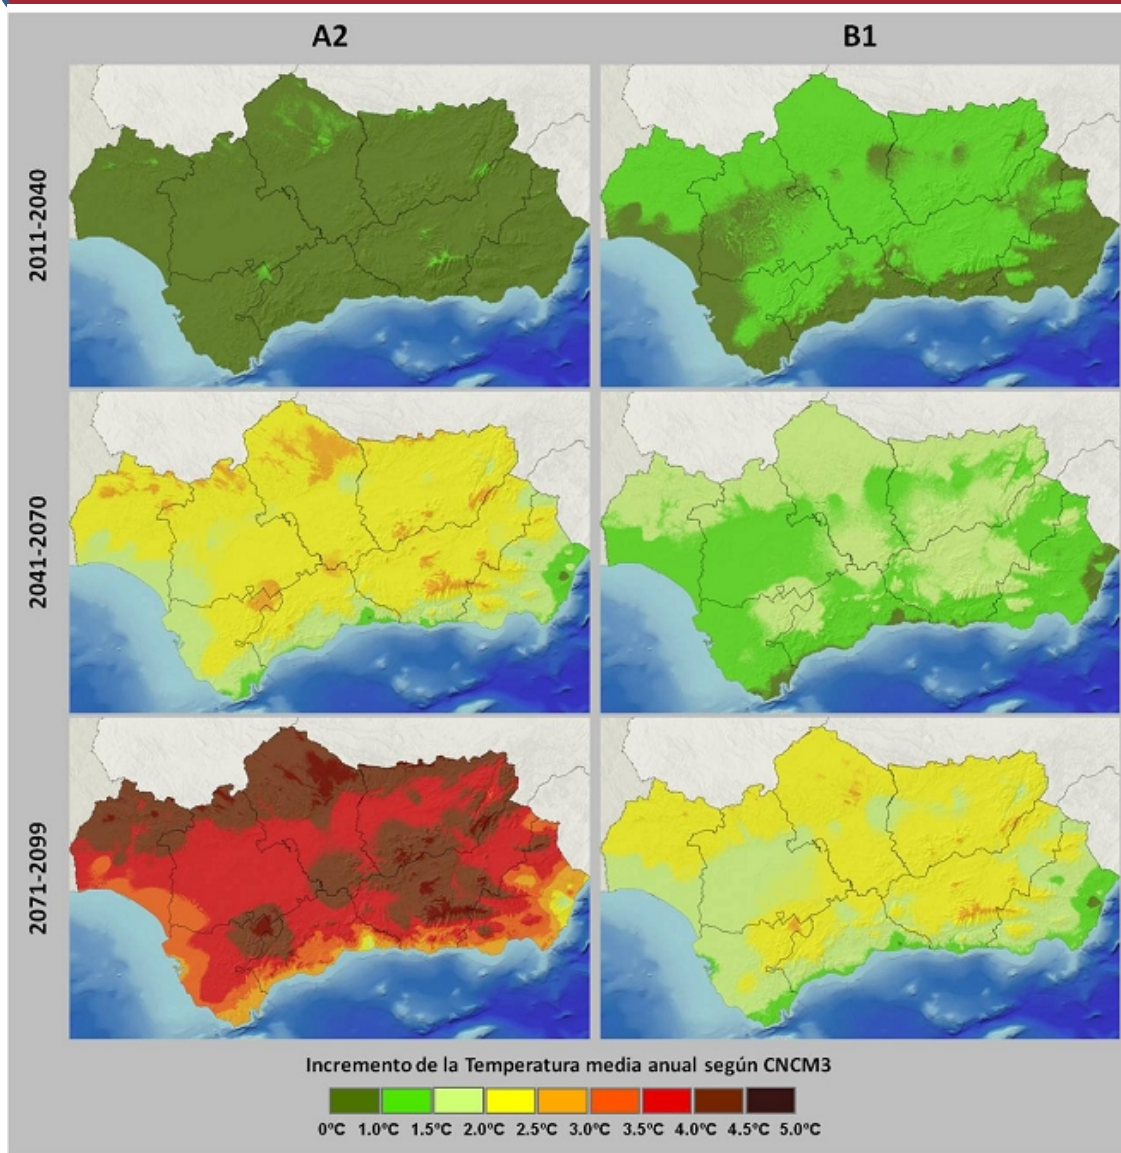 A2 B1
2011-2040
2041-2070
2071-2099
Incremento de la Temperatura media anual según CNCM3
0ºC 1.0ºC 1.5ºC 2.0ºC 2.5ºC 3.0ºC 3.5ºC 4.0ºC 4.5ºC 5.0ºC